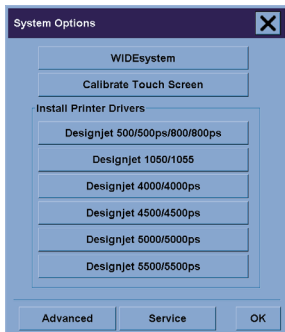 System Options
WIDEsystem
Calibrate Touch Screen
Install Printer Drivers
Designjet 500/500ps/800/800ps
Designjet 1050/1055
Designjet 4000/4000ps
Designjet 4500/4500ps
Designjet 5000/5000ps
Designjet 5500/5500ps
Advanced Service OK